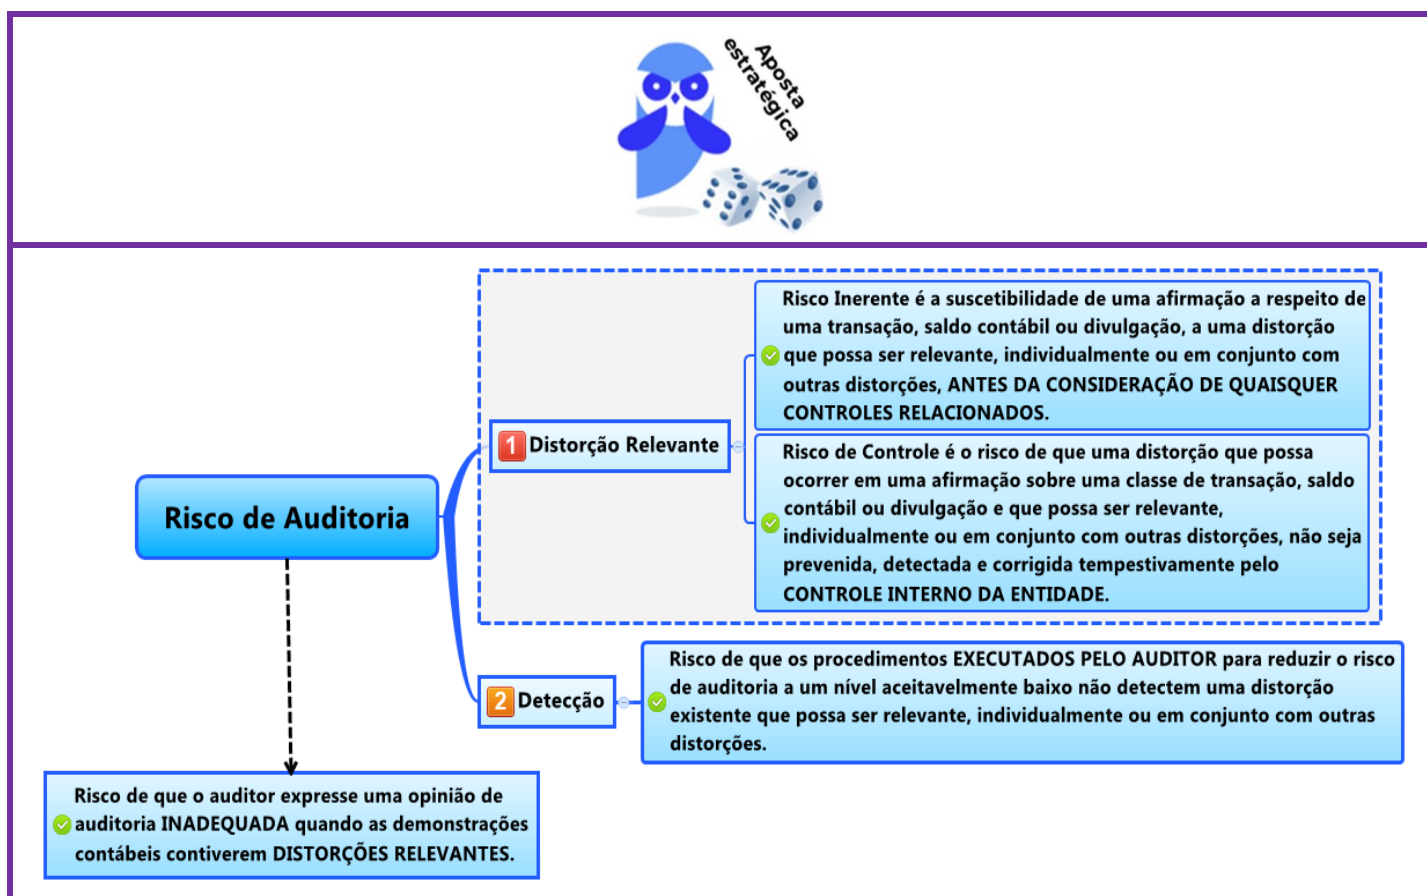 Aposta
estratégica
Risco Inerente é a suscetibilidade de uma afirmação a respeito de
uma transação, saldo contábil ou divulgação, a uma distorção
que possa ser relevante, individualmente ou em conjunto com
outras distorções, ANTES DA CONSIDERAÇÃO DE QUAISQUER
CONTROLES RELACIONADOS.
1 Distorção Relevante
Risco de Controle é o risco de que uma distorção que possa
ocorrer em uma afirmação sobre uma classe de transação, saldo
contábil ou divulgação e que possa ser relevante,
individualmente ou em conjunto com outras distorções, não seja
prevenida, detectada e corrigida tempestivamente pelo
CONTROLE INTERNO DA ENTIDADE.
Risco de Auditoria
2 Detecção
Risco de que os procedimentos EXECUTADOS PELO AUDITOR para reduzir o risco
de auditoria a um nível aceitavelmente baixo não detectem uma distorção
existente que possa ser relevante, individualmente ou em conjunto com outras
distorções.
Risco de que o auditor expresse uma opinião de
auditoria INADEQUADA quando as demonstrações
contábeis contiverem DISTORÇÕES RELEVANTES.